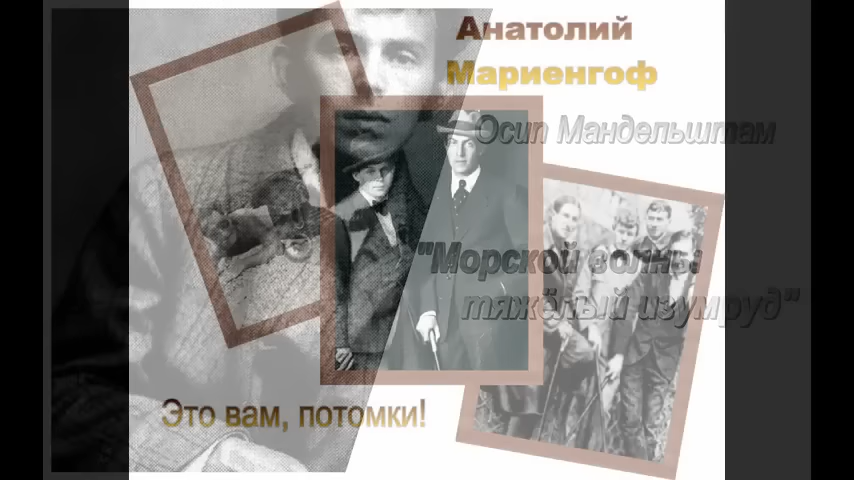 Анатолий
Мариенгоф
Осип Мандельштам
"Морской волны
тяжёлый изумруд"
Это вам, потомки!